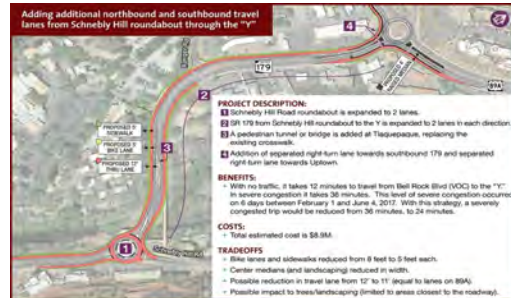 Adding additional northbound and southbound travel
lanes from Schnebly Hill roundabout through the "Y"
4
179
89A
2
PROPOSED 5'
SIDEWALK
PROPOSED 5'
BIKE LANE
PROPOSED 12'
THRU LANE
3
1
Schnebly Road
PROJECT DESCRIPTION:
1 Schnebly Hill Road roundabout is expanded to 2 lanes.
2 SR 179 from Schnebly Hill roundabout to the Y is expanded to 2 lanes in each direction.
3 A pedestrian tunnel or bridge is added at Tlaquepaque, replacing the
existing crosswalk.
4 Addition of separated right-turn lane towards southbound 179 and separated
right-turn lane towards Uptown.
BENEFITS:
+ With no traffic, it takes 12 minutes to travel from Bell Rock Blvd (VOC) to the "Y."
In severe congestion it takes 36 minutes. This level of severe congestion occurred
on 6 days between February 1 and June 4, 2017. With this strategy, a severely
congested trip would be reduced from 36 minutes, to 24 minutes.
COSTS:
+ Total estimated cost is $8.9M.
TRADEOFFS
+ Bike lanes and sidewalks reduced from 8 feet to 5 feet each.
+ Center medians (and landscaping) reduced in width.
+ Possible reduction in travel lane from 12' to 11' (equal to lanes on 89A).
+ Possible impact to trees/landscaping (limited to areas closest to the roadway).